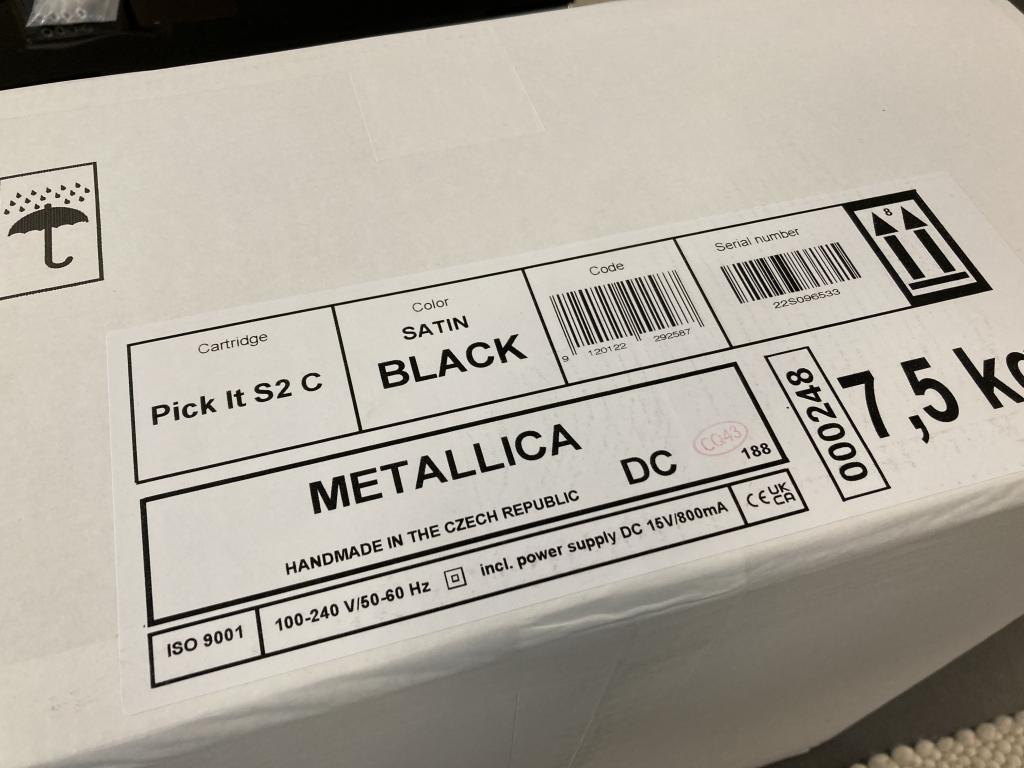 Cartridge
Pick It S2 C
Color
SATIN
BLACK
Code
9 120122 292587
Serial number
22S096533
8
METALLICA
DC
CQ43
188
HANDMADE IN THE CZECH REPUBLIC
000248
7,5 kg
ISO 9001
100-240 V/50-60 Hz
incl. power supply DC 15V/800mA
CE UK CA